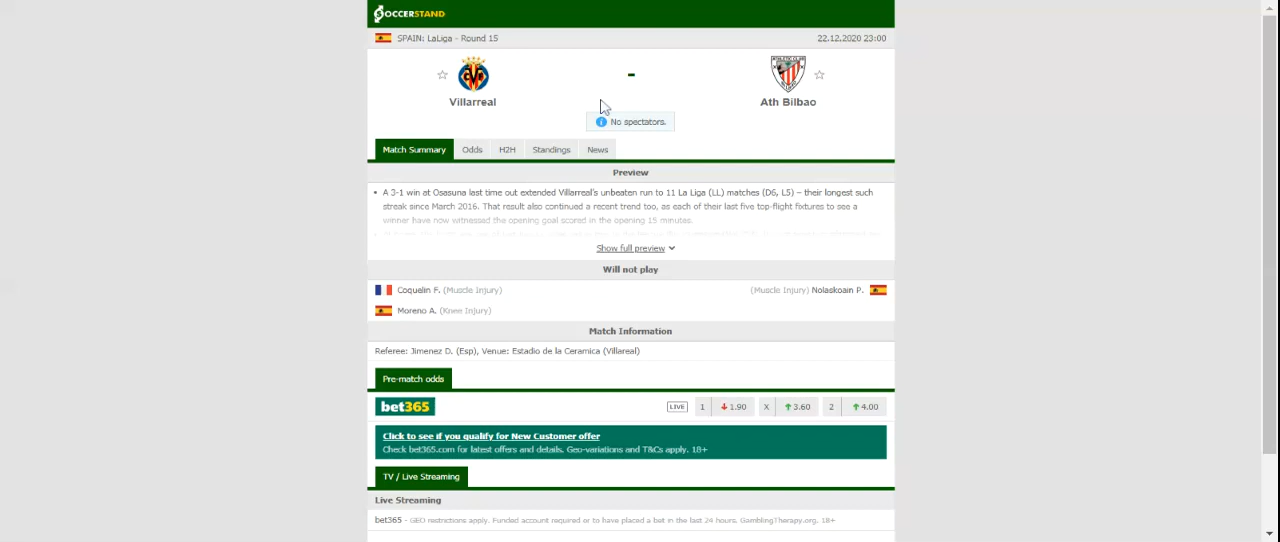 SOCCERSTAND
SPAIN: LaLiga - Round 15
22.12.2020 23:00
Villarreal
-
Ath Bilbao
No spectators.
Match Summary Odds H2H Standings News
Preview
A 3-1 win at Osasuna last time out extended Villarreal's unbeaten run to 11 La Liga (LL) matches (D6, L5) – their longest such
streak since March 2016. That result also continued a recent trend too, as each of their last five top-flight fixtures to see a
winner have now witnessed the opening goal scored in the opening 15 minutes.
Show full preview
Will not play
Coquelin F. (Muscle Injury)
(Muscle Injury) Nolaskoain P.
Moreno A. (Knee Injury)
Match Information
Referee: Jimenez D. (Esp), Venue: Estadio de la Ceramica (Villareal)
Pre-match odds
bet365 LIVE 1 1.90 X 3.60 2 4.00
Click to see if you qualify for New Customer offer
Check bet365.com for latest offers and details. Geo-variations and T&Cs apply. 18+
TV / Live Streaming
Live Streaming
bet365 - GEO restrictions apply. Funded account required or to have placed a bet in the last 24 hours. GamblingTherapy.org. 18+